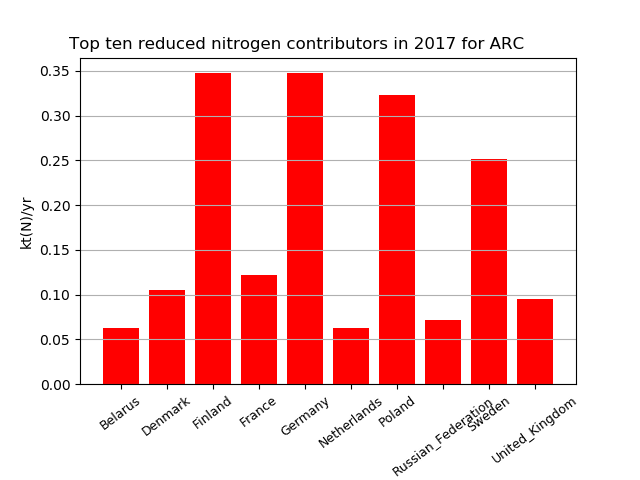 Top ten reduced nitrogen contributors in 2017 for ARC
kt(N)/yr
0.35
0.30
0.25
0.20
0.15
0.10
0.05
0.00
Belarus
Denmark
Finland
France
Germany
Netherlands
Poland
Russian_Federation
Sweden
United_Kingdom